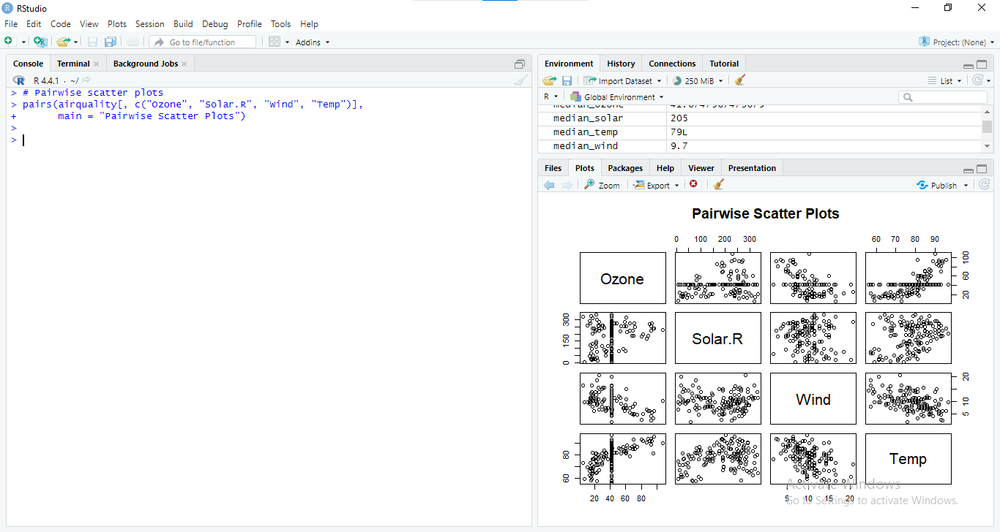 RStudio
File Edit Code View Plots Session Build Debug Profile Tools Help
Go to file/function Addins Project: (None)
Console Terminal Background Jobs
R 4.4.1 · ~/
> # Pairwise scatter plots
> pairs(airquality[, c("Ozone", "Solar.R", "Wind", "Temp")],
+ main = "Pairwise Scatter Plots")
>
>
Environment History Connections Tutorial
Import Dataset 250 MiB List
R Global Environment
median_solar 205
median_temp 79L
median_wind 9.7
Files Plots Packages Help Viewer Presentation
Zoom Export Publish
Pairwise Scatter Plots
0 100 200 300 60 70 80 90
Ozone
20 60 100
0 150 300
Solar.R
Wind
5 10 20
60 80
Temp
20 40 60 80 5 10 15 20
Activate Windows
Go to Settings to activate Windows.